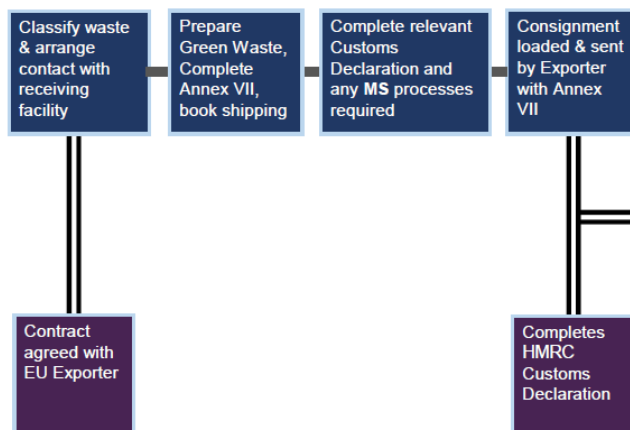 Classify waste
& arrange
contact with
receiving
facility
Prepare
Green Waste,
Complete
Annex VII,
book shipping
Complete relevant
Customs
Declaration and
any MS processes
required
Consignment
loaded & sent
by Exporter
with Annex
VII
Contract
agreed with
EU Exporter
Completes
HMRC
Customs
Declaration